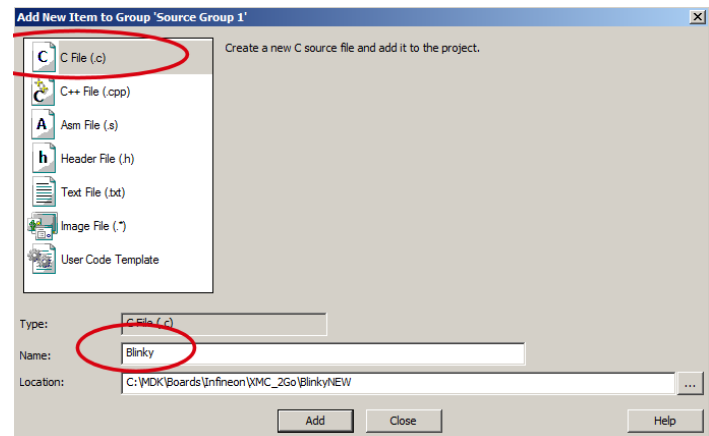 Add New Item to Group 'Source Group 1'
C File (.c)
Create a new C source file and add it to the project.
C++ File (.cpp)
Asm File (.s)
Header File (.h)
Text File (.txt)
Image File (.*)
User Code Template
Type:
C File (.c)
Name:
Blinky
Location:
C:\MDK\Boards\Infineon\XMC_2Go\BlinkyNEW
...
Add
Close
Help